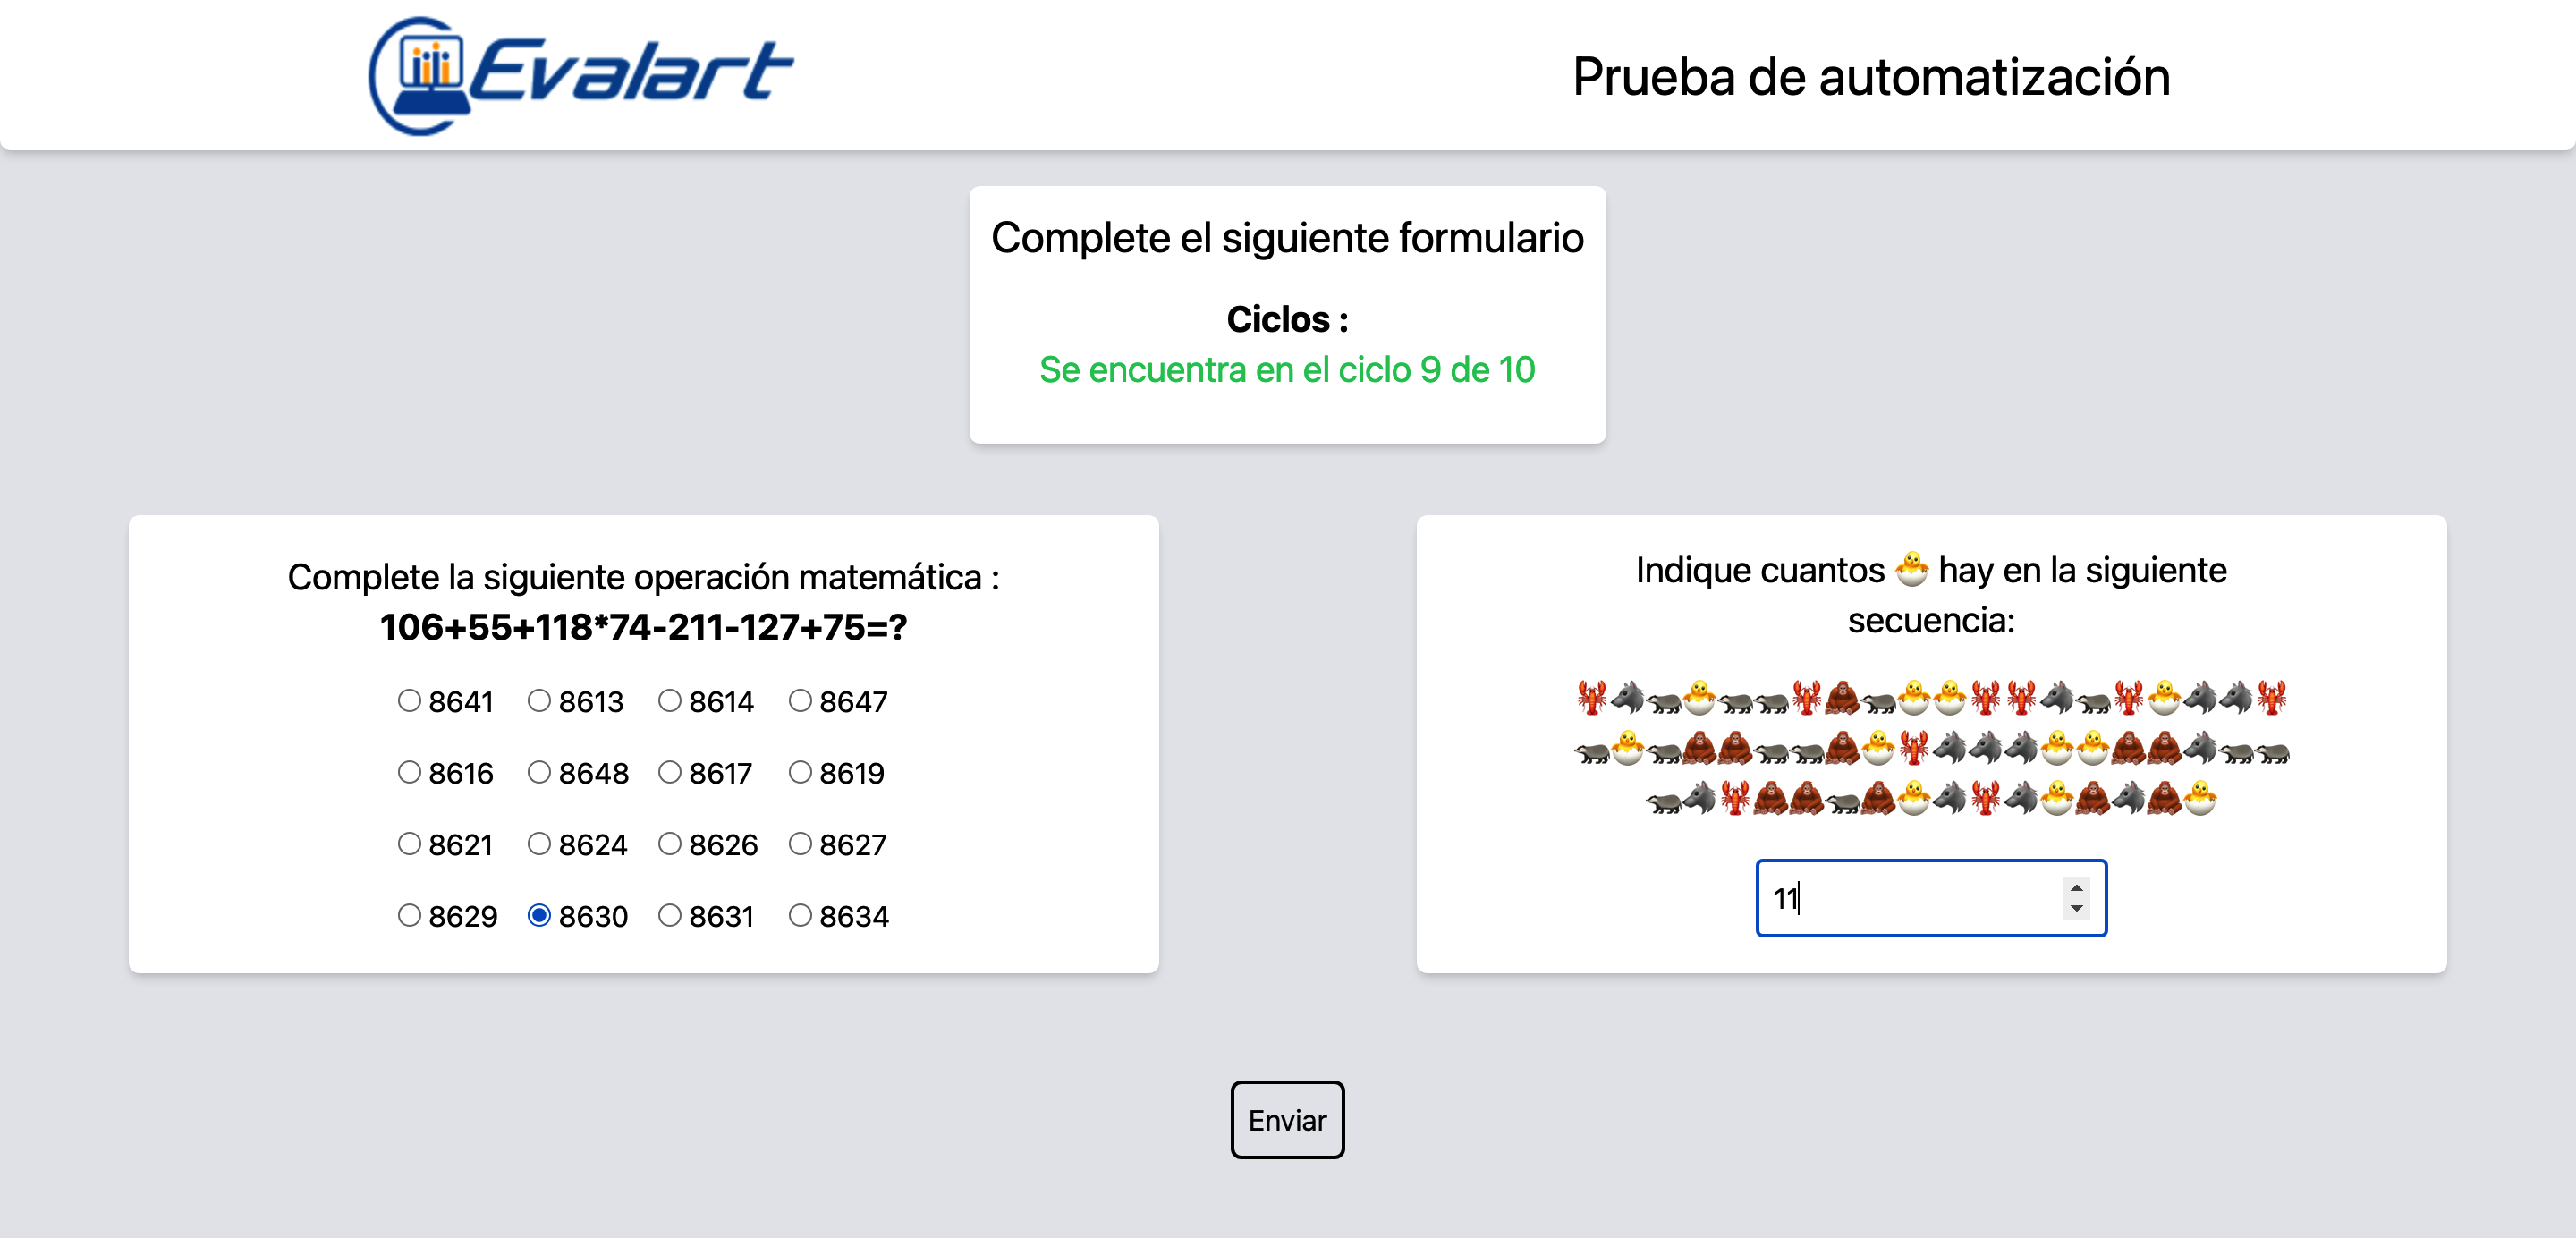 Evalart
Prueba de automatización
Complete el siguiente formulario
Ciclos :
Se encuentra en el ciclo 9 de 10
Complete la siguiente operación matemática :
106+55+118*74-211-127+75=?
8641 8613 8614 8647
8616 8648 8617 8619
8621 8624 8626 8627
8629 8630 8631 8634
Indique cuantos 🐣 hay en la siguiente
secuencia:
11
Enviar